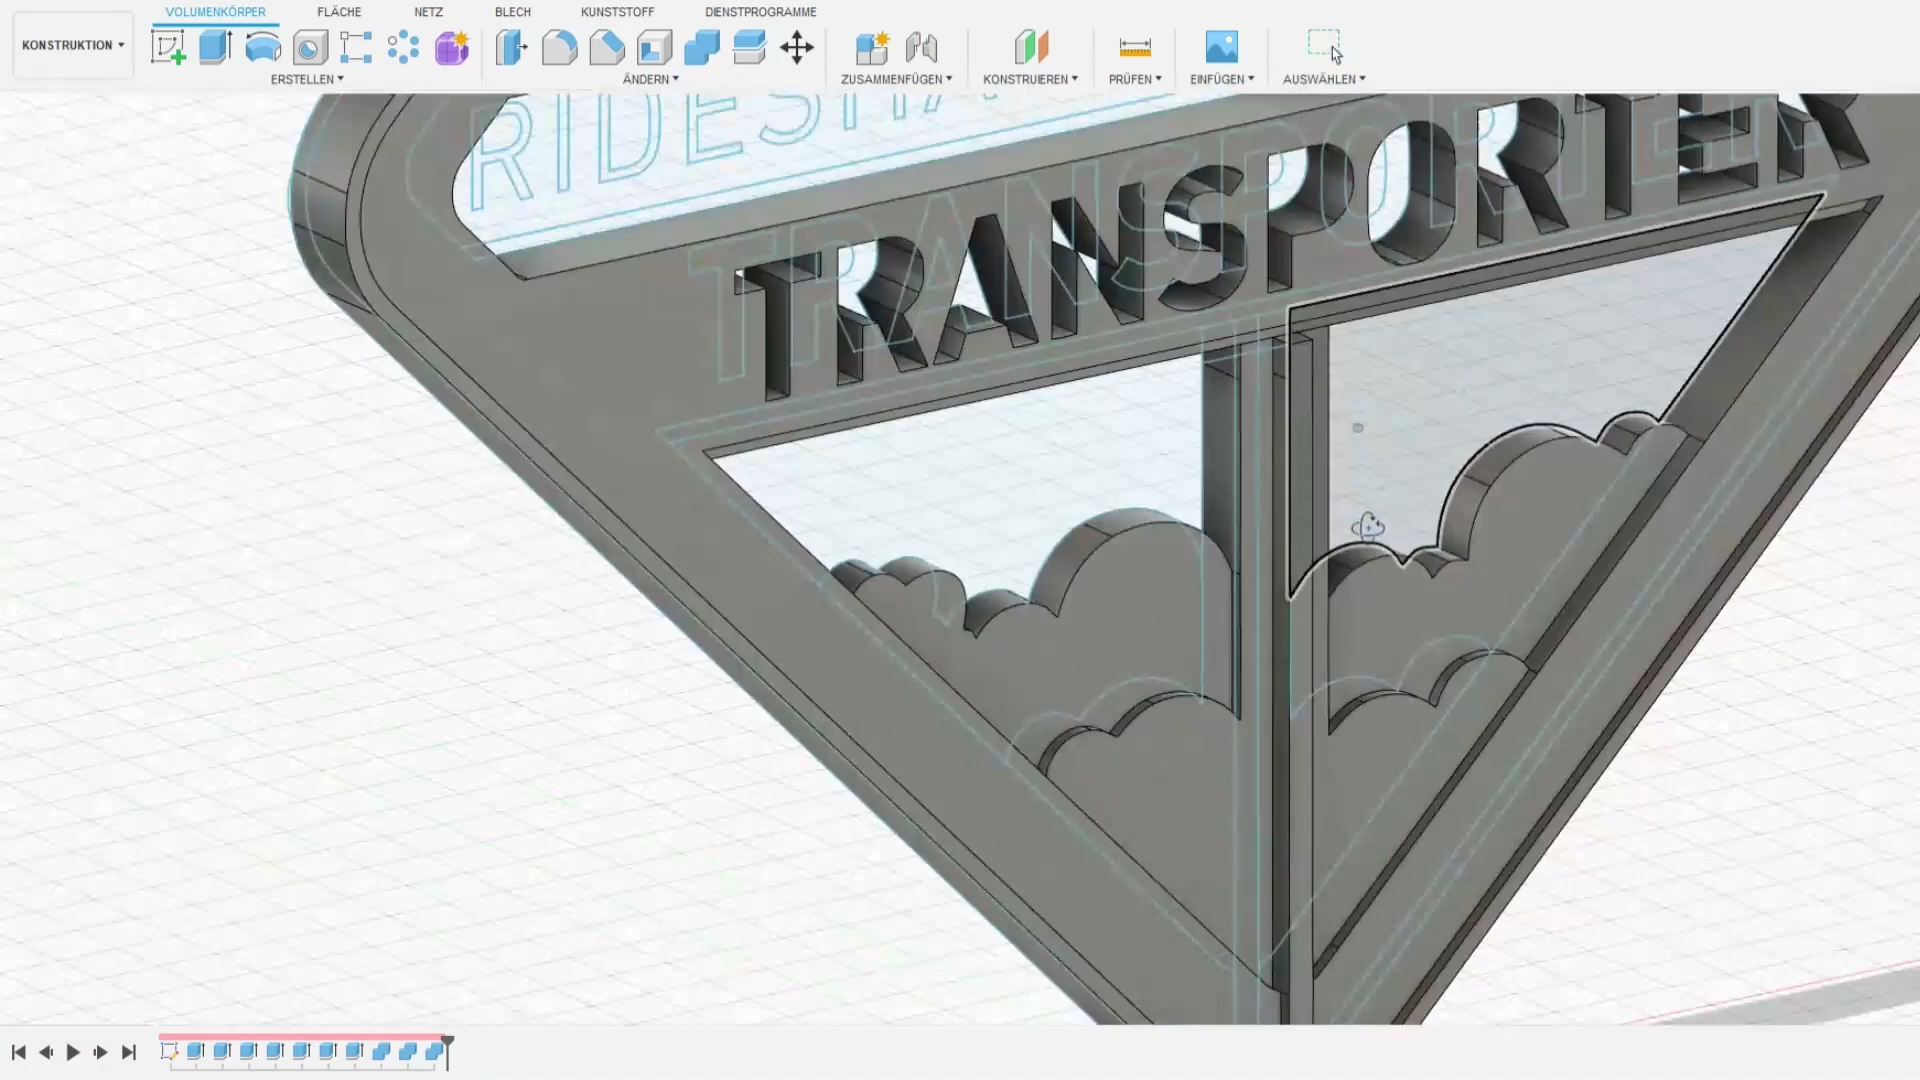 VOLUMENKÖRPER FLÄCHE NETZ BLECH KUNSTSTOFF DIENSTPROGRAMME
KONSTRUKTION
ERSTELLEN ÄNDERN ZUSAMMENFÜGEN KONSTRUIEREN PRÜFEN EINFÜGEN AUSWÄHLEN
TRANSPORTER